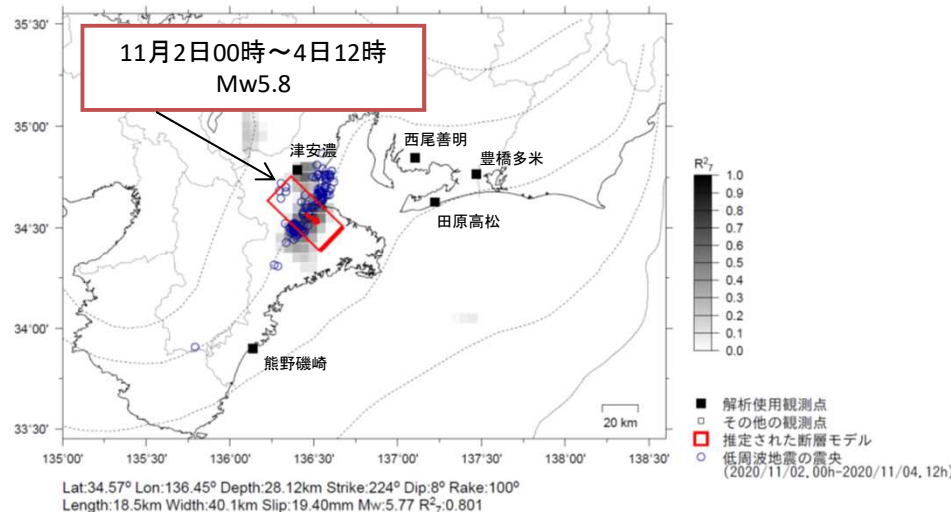 11月2日00時～4日12時
Mw5.8
35°30'
35°00'
34°30'
34°00'
33°30'
135°00'
135°30'
136°00'
136°30'
137°00'
137°30'
138°00'
138°30'
津安濃
西尾善明
豊橋多米
田原高松
熊野磯崎
20 km
R²₇
1.0
0.9
0.8
0.7
0.6
0.5
0.4
0.3
0.2
0.1
0.0
解析使用観測点
その他の観測点
推定された断層モデル
低周波地震の震央
(2020/11/02,00h-2020/11/04,12h)
Lat:34.57° Lon:136.45° Depth:28.12km Strike:224° Dip:8° Rake:100°
Length:18.5km Width:40.1km Slip:19.40mm Mw:5.77 R²₇:0.801